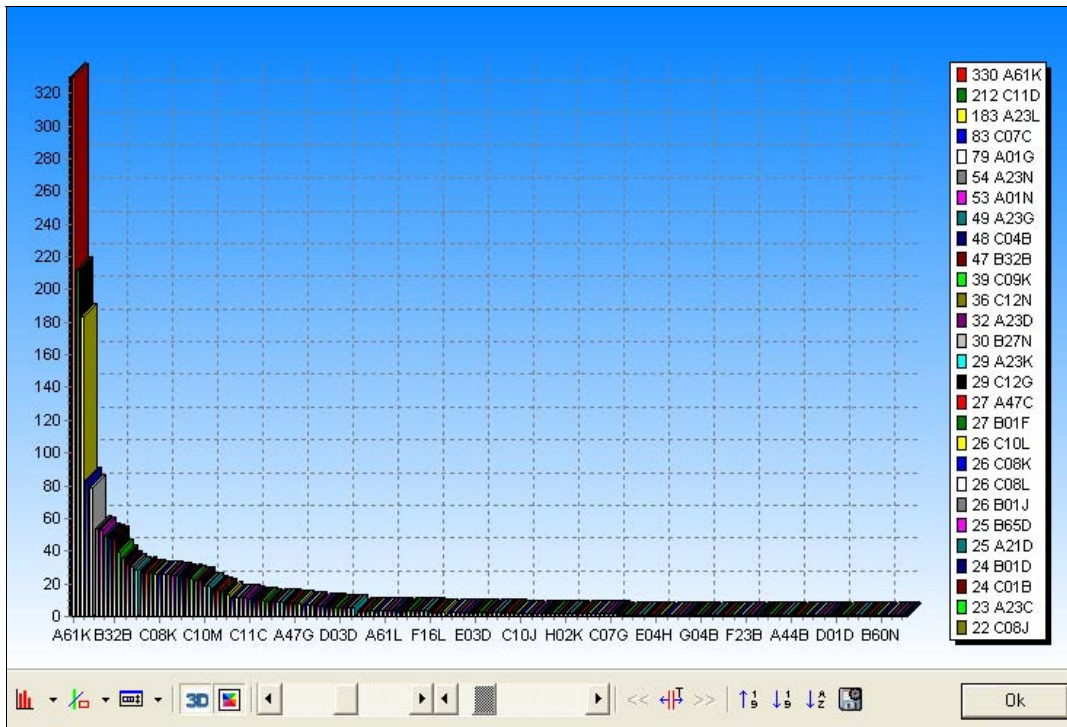 320
300
280
260
240
220
200
180
160
140
120
100
80
60
40
20
0
A61K B32B C08K C10M C11C A47G D03D A61L F16L E03D C10J H02K C07G E04H G04B F23B A44B D01D B60N
330 A61K
212 C11D
183 A23L
83 C07C
79 A01G
54 A23N
53 A01N
49 A23G
48 C04B
47 B32B
39 C09K
36 C12N
32 A23D
30 B27N
29 A23K
29 C12G
27 A47C
27 B01F
26 C10L
26 C08K
26 C08L
26 B01J
25 B65D
25 A21D
24 B01D
24 C01B
23 A23C
22 C08J
3D << T >> 1 9 1 9 A Z Ok